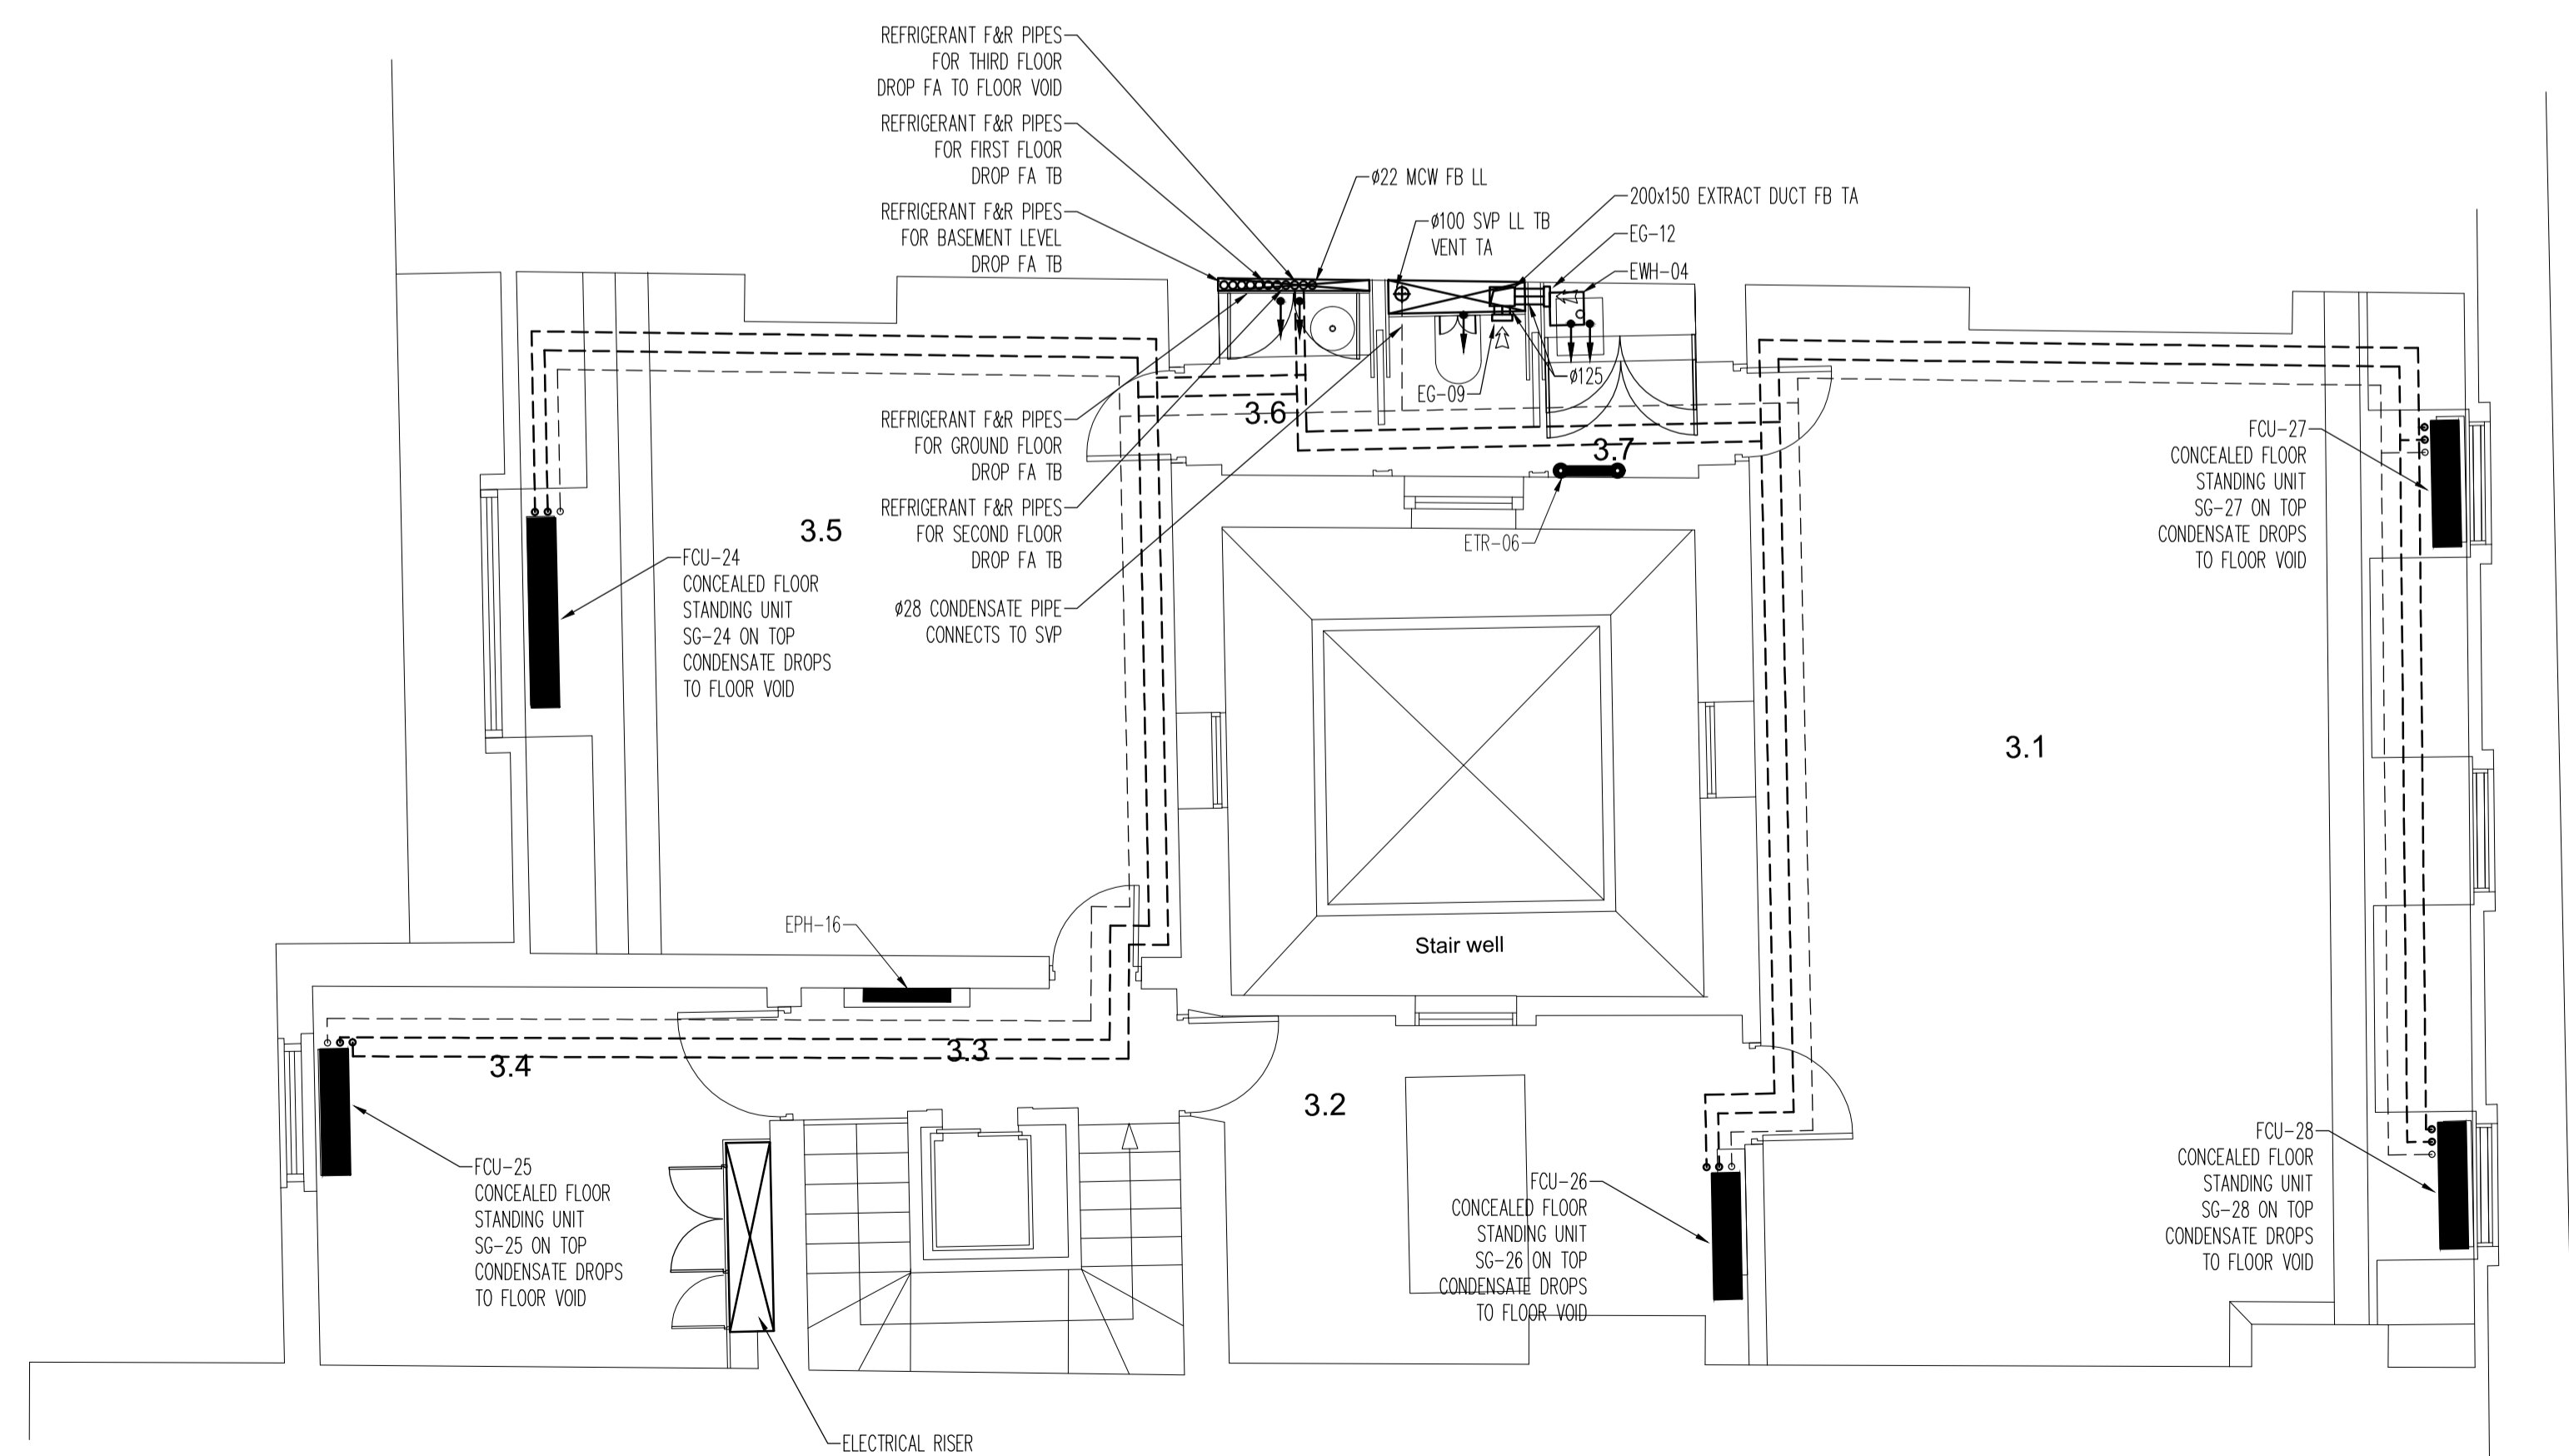 REFRIGERANT F&R PIPES
FOR THIRD FLOOR
DROP FA TO FLOOR VOID
REFRIGERANT F&R PIPES
FOR FIRST FLOOR
DROP FA TB
REFRIGERANT F&R PIPES
FOR BASEMENT LEVEL
DROP FA TB
ø22 MCW FB LL
ø100 SVP LL TB
VENT TA
200x150 EXTRACT DUCT FB TA
EG-12
EWH-04
ø125
EG-09
3.6
3.7
REFRIGERANT F&R PIPES
FOR GROUND FLOOR
DROP FA TB
REFRIGERANT F&R PIPES
FOR SECOND FLOOR
DROP FA TB
ø28 CONDENSATE PIPE
CONNECTS TO SVP
ETR-06
FCU-27
CONCEALED FLOOR
STANDING UNIT
SG-27 ON TOP
CONDENSATE DROPS
TO FLOOR VOID
3.5
FCU-24
CONCEALED FLOOR
STANDING UNIT
SG-24 ON TOP
CONDENSATE DROPS
TO FLOOR VOID
3.1
EPH-16
Stair well
3.3
3.4
3.2
FCU-25
CONCEALED FLOOR
STANDING UNIT
SG-25 ON TOP
CONDENSATE DROPS
TO FLOOR VOID
FCU-26
CONCEALED FLOOR
STANDING UNIT
SG-26 ON TOP
CONDENSATE DROPS
TO FLOOR VOID
FCU-28
CONCEALED FLOOR
STANDING UNIT
SG-28 ON TOP
CONDENSATE DROPS
TO FLOOR VOID
ELECTRICAL RISER